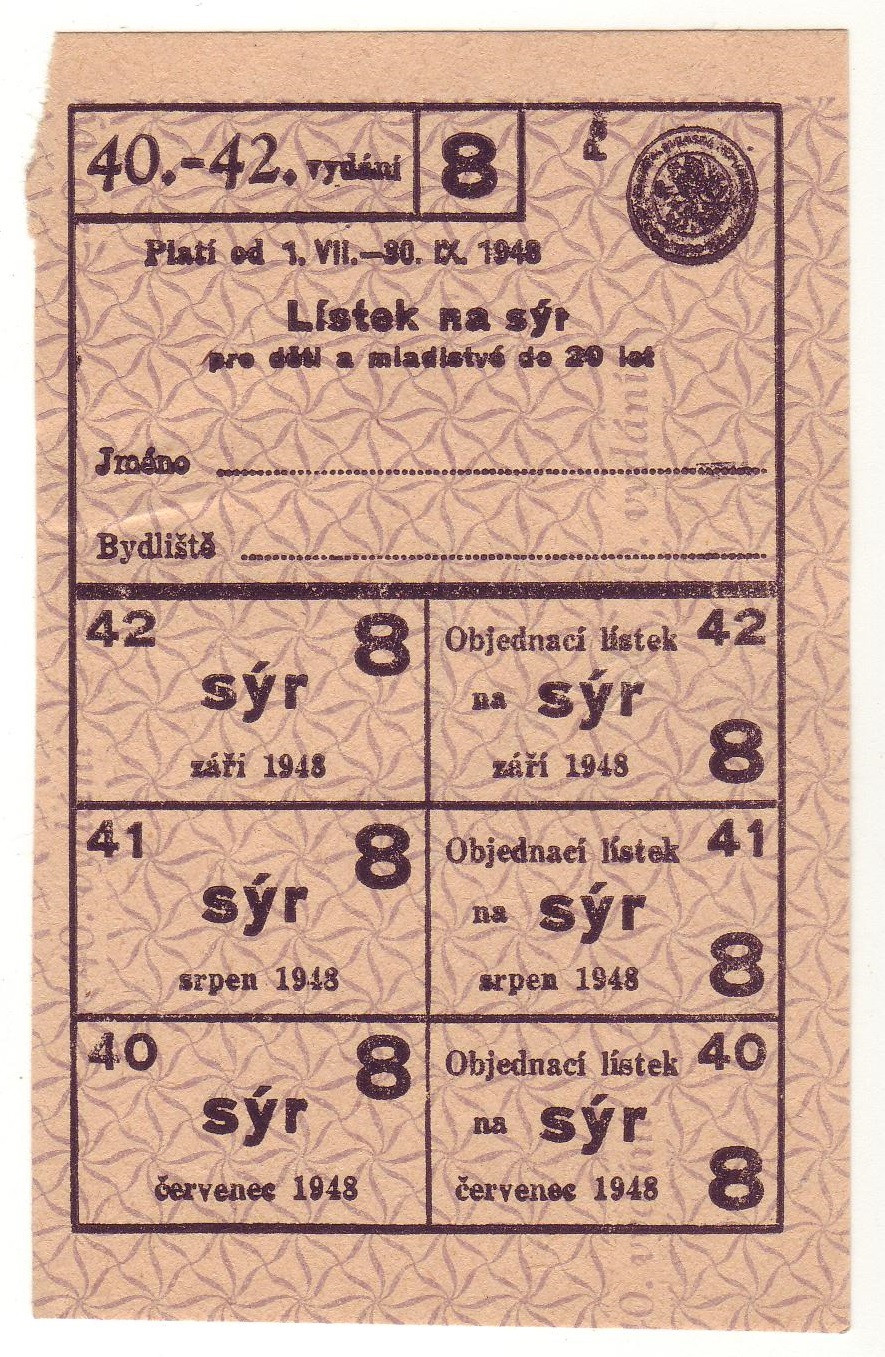 40.-42. vydání 8
Platí od 1. VII.—30. IX. 1948
Lístek na sýr
pro děti a mladistvé do 20 let
Jméno
Bydliště
42 8
sýr
září 1948
Objednací lístek 42
na sýr
září 1948 8
41 8
sýr
srpen 1948
Objednací lístek 41
na sýr
srpen 1948 8
40 8
sýr
červenec 1948
Objednací lístek 40
na sýr
červenec 1948 8
vydání